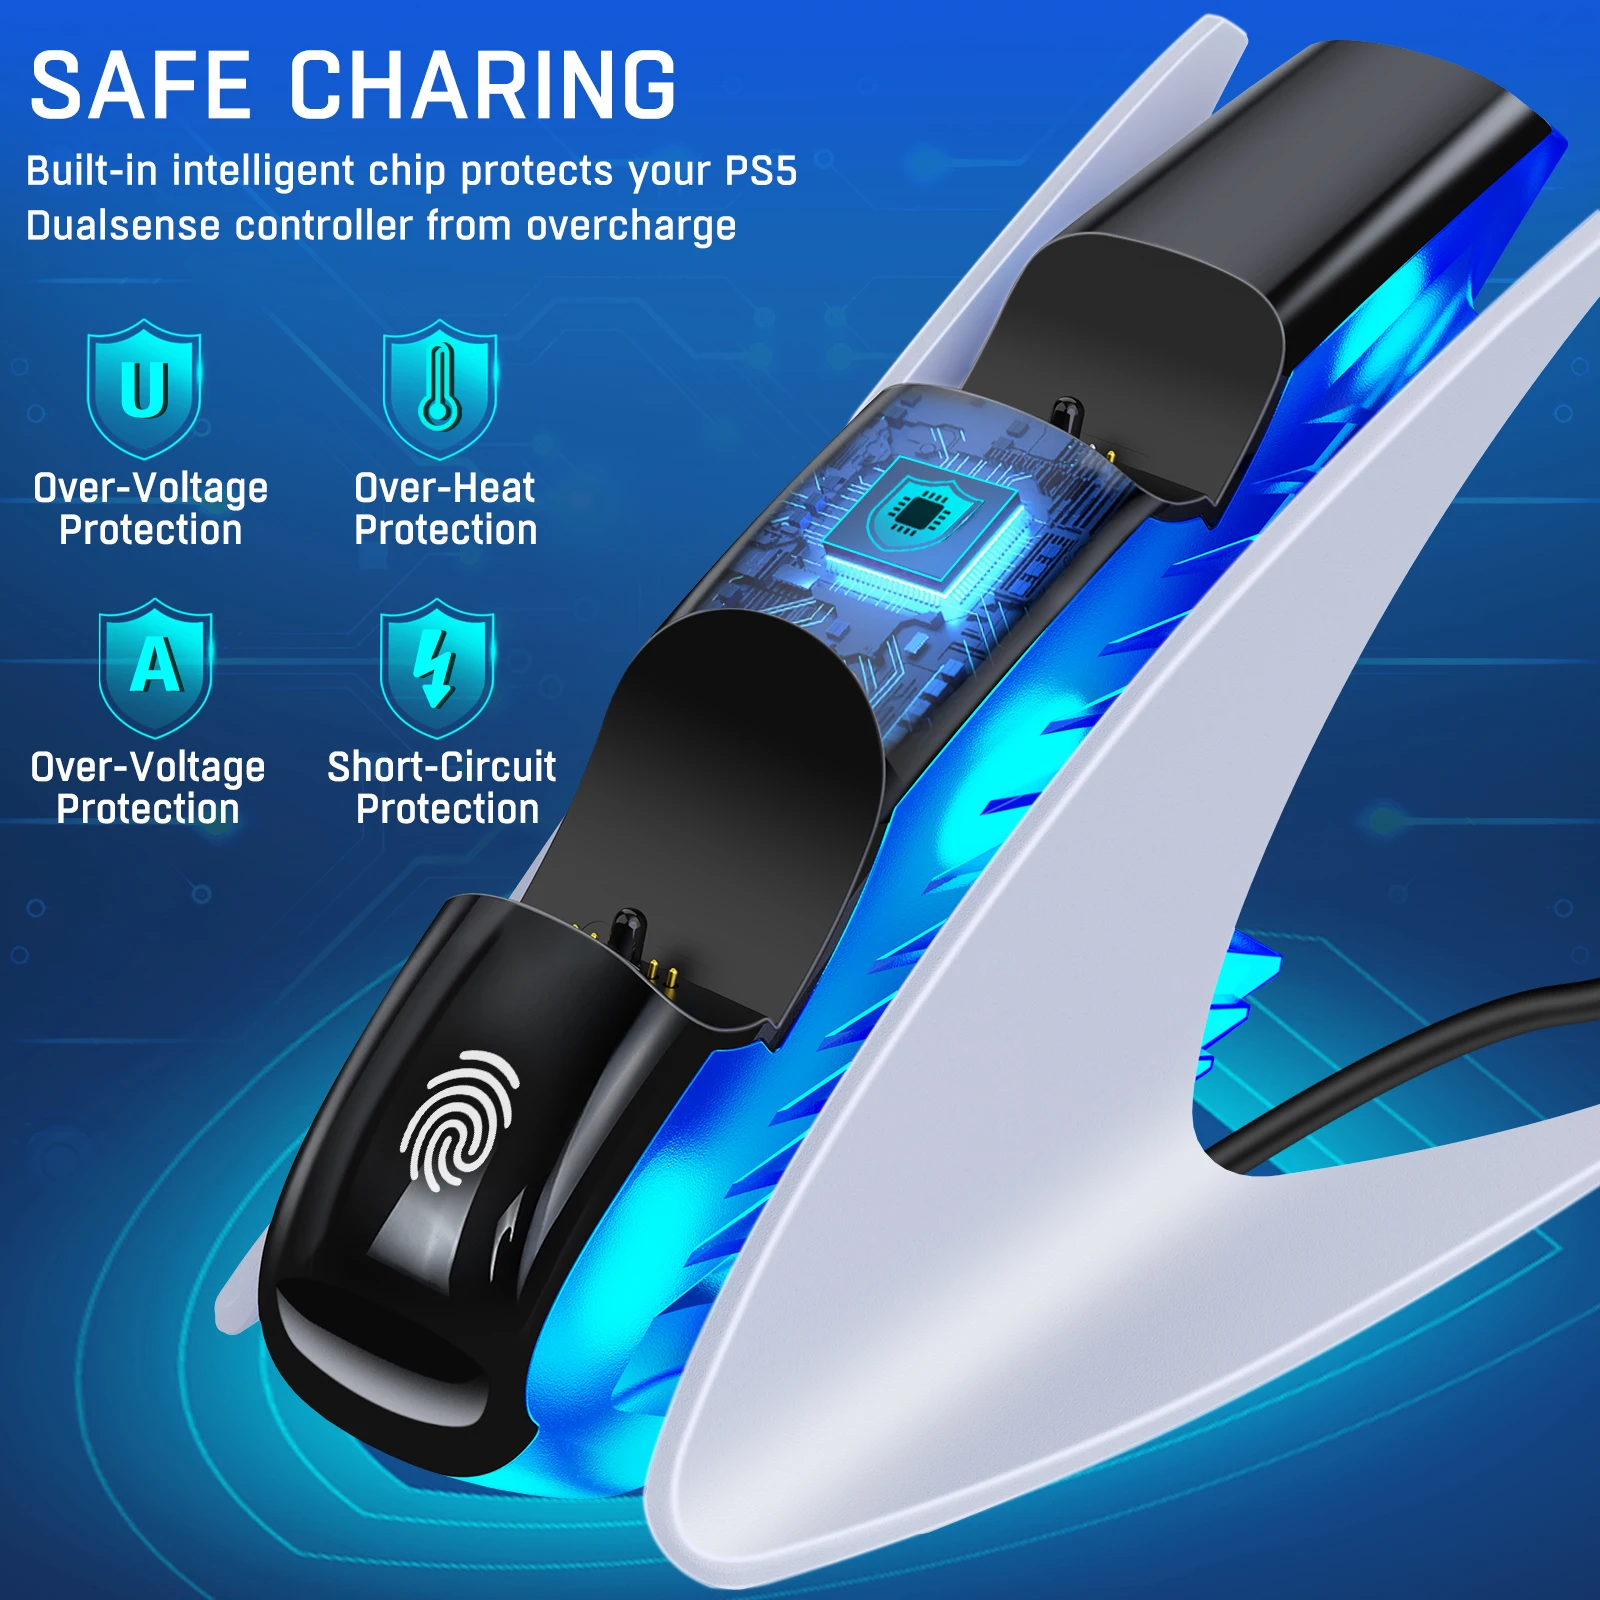 SAFE CHARING
Built-in intelligent chip protects your PS5
Dualsense controller from overcharge
U
Over-Voltage
Protection
Over-Heat
Protection
A
Over-Voltage
Protection
Short-Circuit
Protection